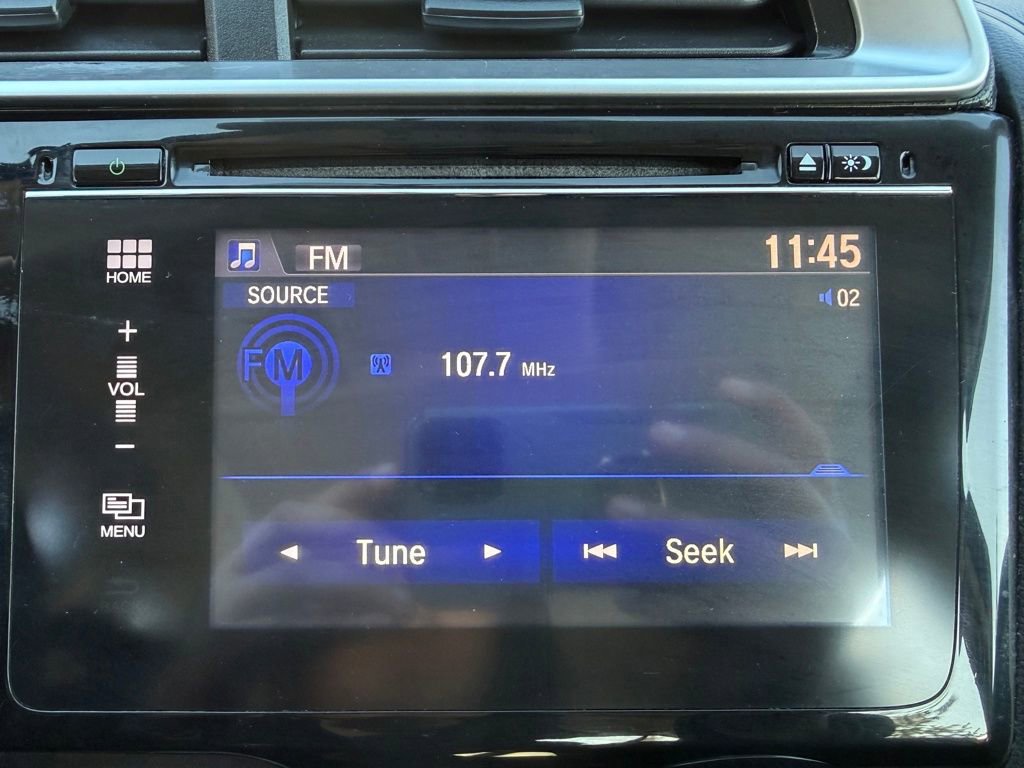 HOME
+
VOL
−
MENU
FM
11:45
SOURCE
02
FM
107.7 MHz
Tune
Seek